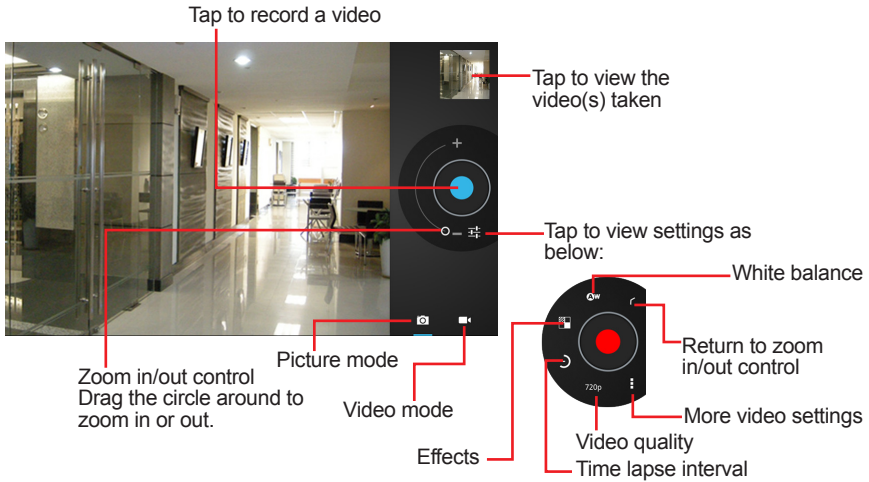 Tap to record a video
Tap to view the
video(s) taken
Tap to view settings as
below:
White balance
AW
Return to zoom
in/out control
720p
More video settings
Video quality
Time lapse interval
Effects
Picture mode
Video mode
Zoom in/out control
Drag the circle around to
zoom in or out.